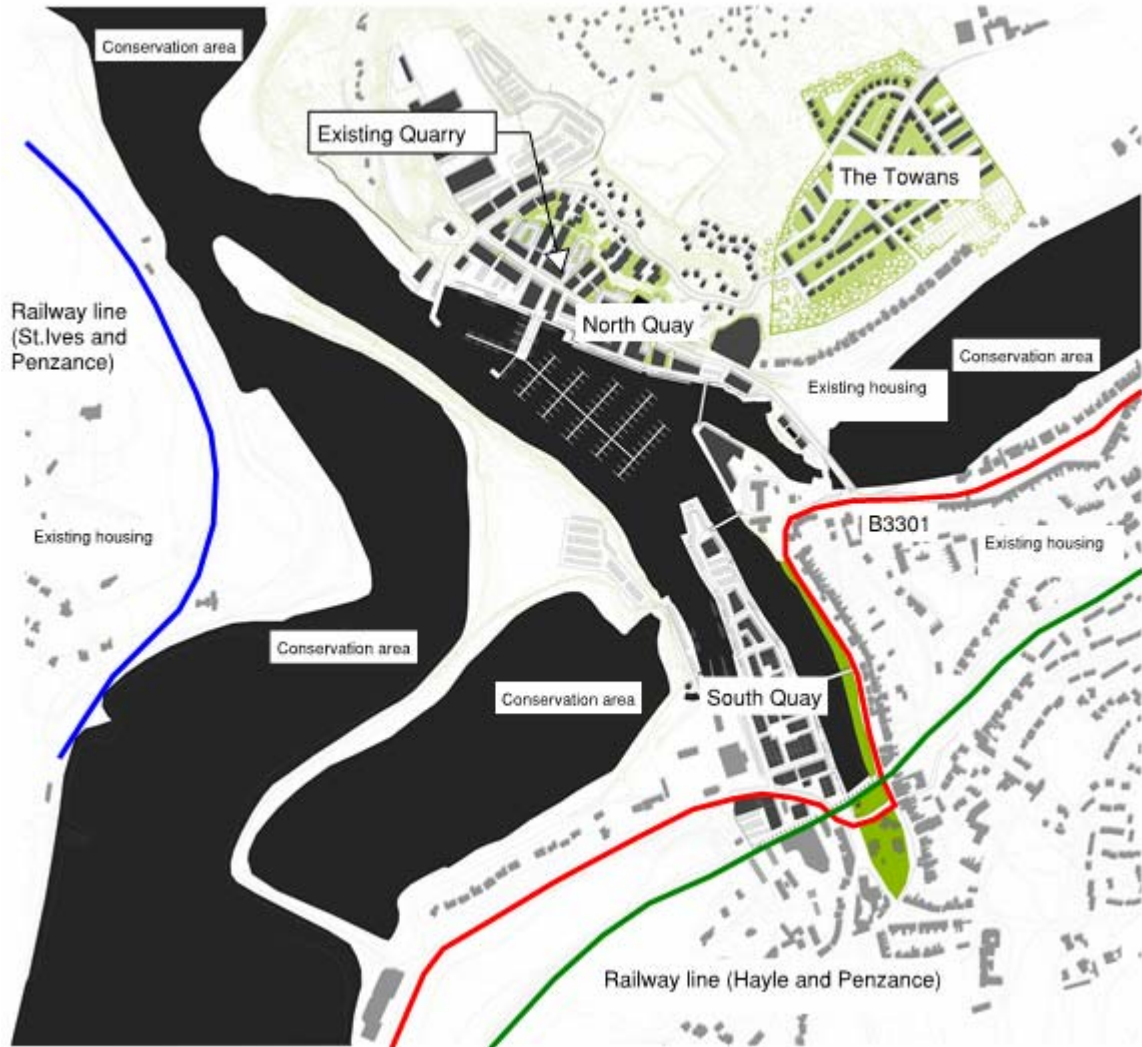 Conservation area
Existing Quarry
The Towans
Railway line
(St.Ives and
Penzance)
North Quay
Conservation area
Existing housing
B3301
Existing housing
Existing housing
Conservation area
Conservation area
South Quay
Railway line (Hayle and Penzance)